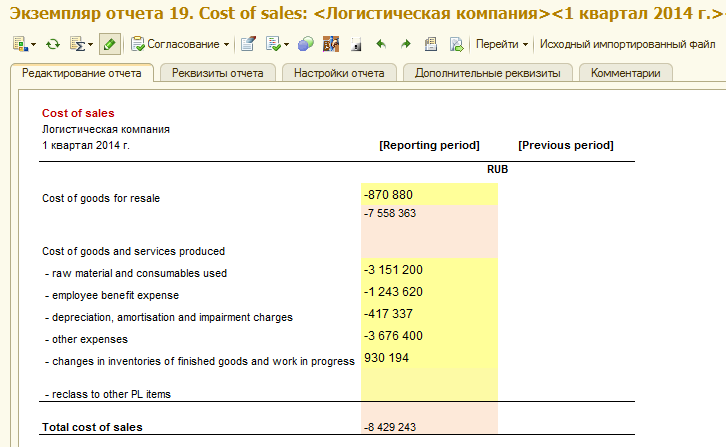 Экземпляр отчета 19. Cost of sales: <Логистическая компания><1 квартал 2014 г.>
Согласование Перейти Исходный импортированный файл
Редактирование отчета Реквизиты отчета Настройки отчета Дополнительные реквизиты Комментарии
Cost of sales
Логистическая компания
1 квартал 2014 г. [Reporting period] [Previous period]
RUB
Cost of goods for resale -870 880
-7 558 363
Cost of goods and services produced
- raw material and consumables used -3 151 200
- employee benefit expense -1 243 620
- depreciation, amortisation and impairment charges -417 337
- other expenses -3 676 400
- changes in inventories of finished goods and work in progress 930 194
- reclass to other PL items
Total cost of sales -8 429 243